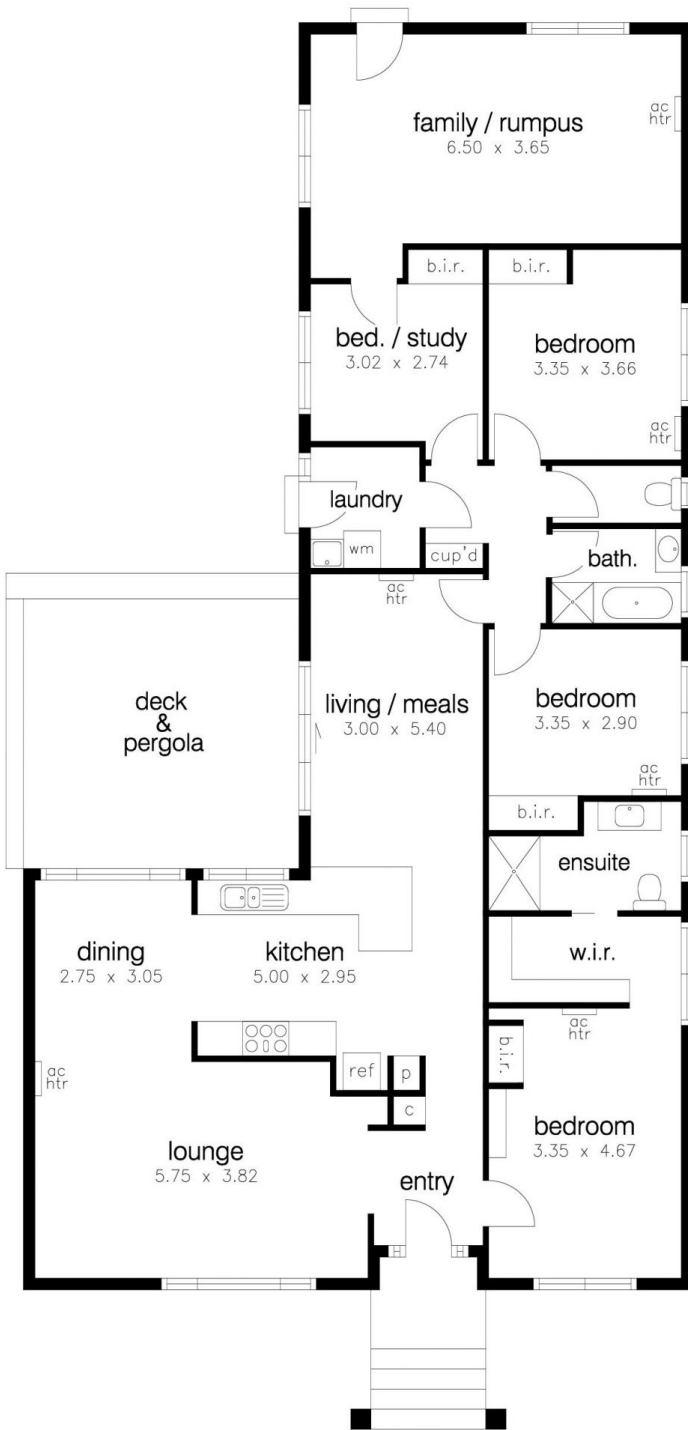 ac
htr
family / rumpus
6.50 x 3.65
b.i.r.
b.i.r.
bed. / study
3.02 x 2.74
bedroom
3.35 x 3.66
ac
htr
laundry
wm
cup'd
bath.
ac
htr
deck
&
pergola
living / meals
3.00 x 5.40
bedroom
3.35 x 2.90
ac
htr
b.i.r.
ensuite
dining
2.75 x 3.05
kitchen
5.00 x 2.95
w.i.r.
ac
htr
b.i.r.
ac
htr
ref
p
c
bedroom
3.35 x 4.67
lounge
5.75 x 3.82
entry